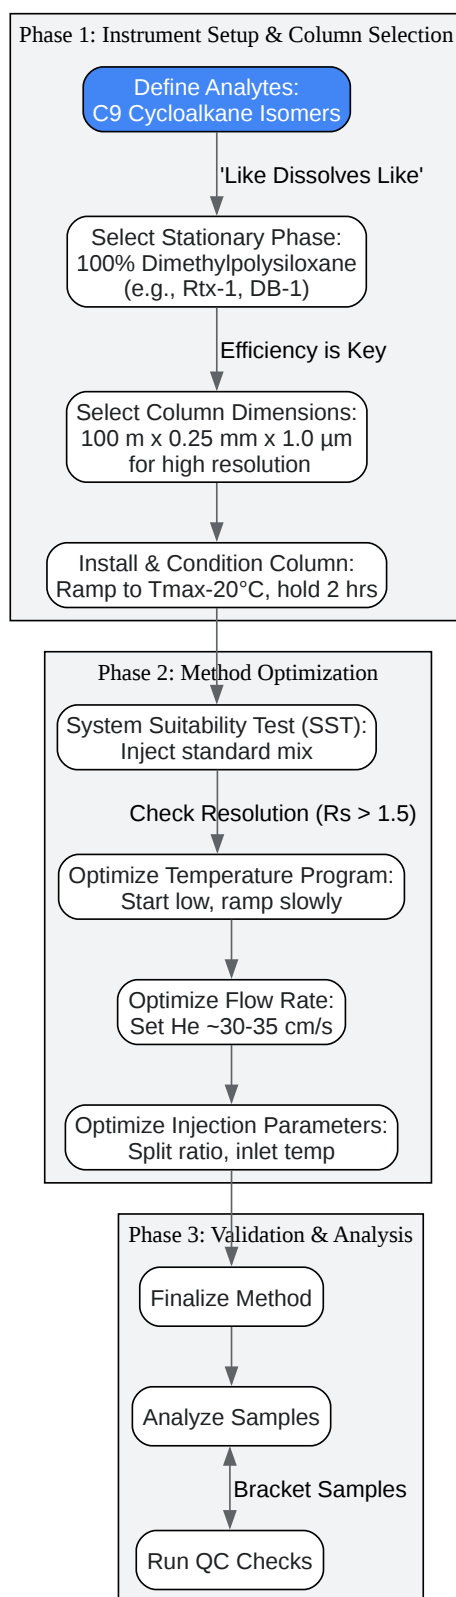 Phase 1: Instrument Setup & Column Selection
Define Analytes:
C9 Cycloalkane Isomers
'Like Dissolves Like'
Select Stationary Phase:
100% Dimethylpolysiloxane
(e.g., Rtx-1, DB-1)
Efficiency is Key
Select Column Dimensions:
100 m x 0.25 mm x 1.0 µm
for high resolution
Install & Condition Column:
Ramp to Tmax-20°C, hold 2 hrs
Phase 2: Method Optimization
System Suitability Test (SST):
Inject standard mix
Check Resolution (Rs > 1.5)
Optimize Temperature Program:
Start low, ramp slowly
Optimize Flow Rate:
Set He ~30-35 cm/s
Optimize Injection Parameters:
Split ratio, inlet temp
Phase 3: Validation & Analysis
Finalize Method
Analyze Samples
Bracket Samples
Run QC Checks